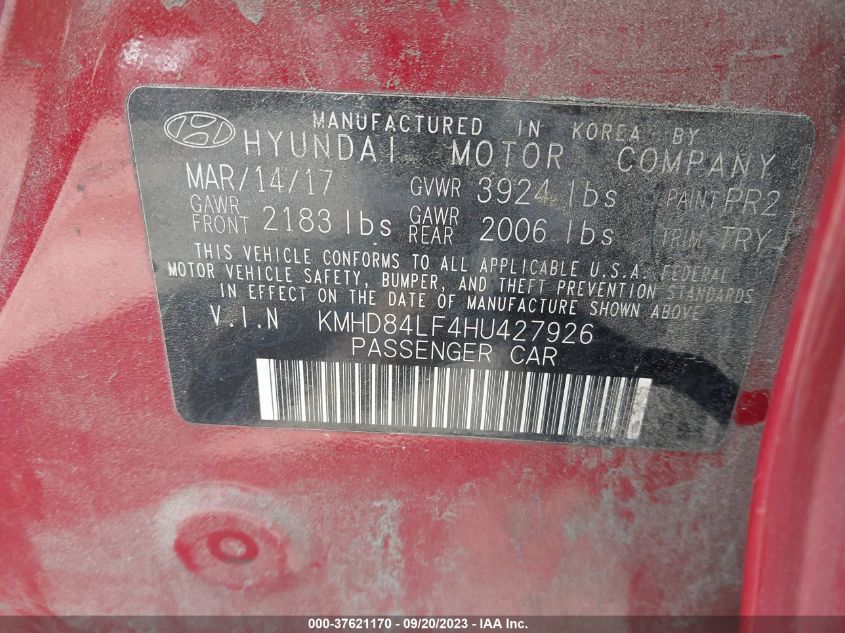 MANUFACTURED IN KOREA BY
HYUNDAI MOTOR COMPANY
MAR/14/17 GVWR 3924 lbs PAINT PR2
GAWR FRONT 2183 lbs GAWR REAR 2006 lbs TRIM TRY
THIS VEHICLE CONFORMS TO ALL APPLICABLE U.S.A. FEDERAL
MOTOR VEHICLE SAFETY, BUMPER, AND THEFT PREVENTION STANDARDS
IN EFFECT ON THE DATE OF MANUFACTURE SHOWN ABOVE
V.I.N KMHD84LF4HU427926
PASSENGER CAR
000-37621170 - 09/20/2023 - IAA Inc.